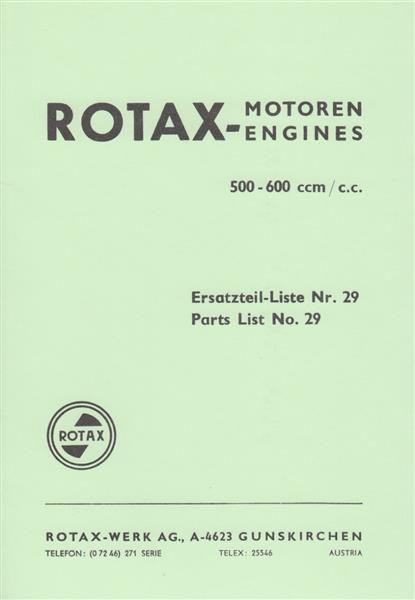 ROTAX-
MOTOREN
ENGINES
500-600 ccm/c.c.
Ersatzteil-Liste Nr. 29
Parts List No. 29
ROTAX
ROTAX-WERK AG., A-4623 GUNSKIRCHEN
TELEFON: (0 72 46) 271 SERIE TELEX: 25546 AUSTRIA